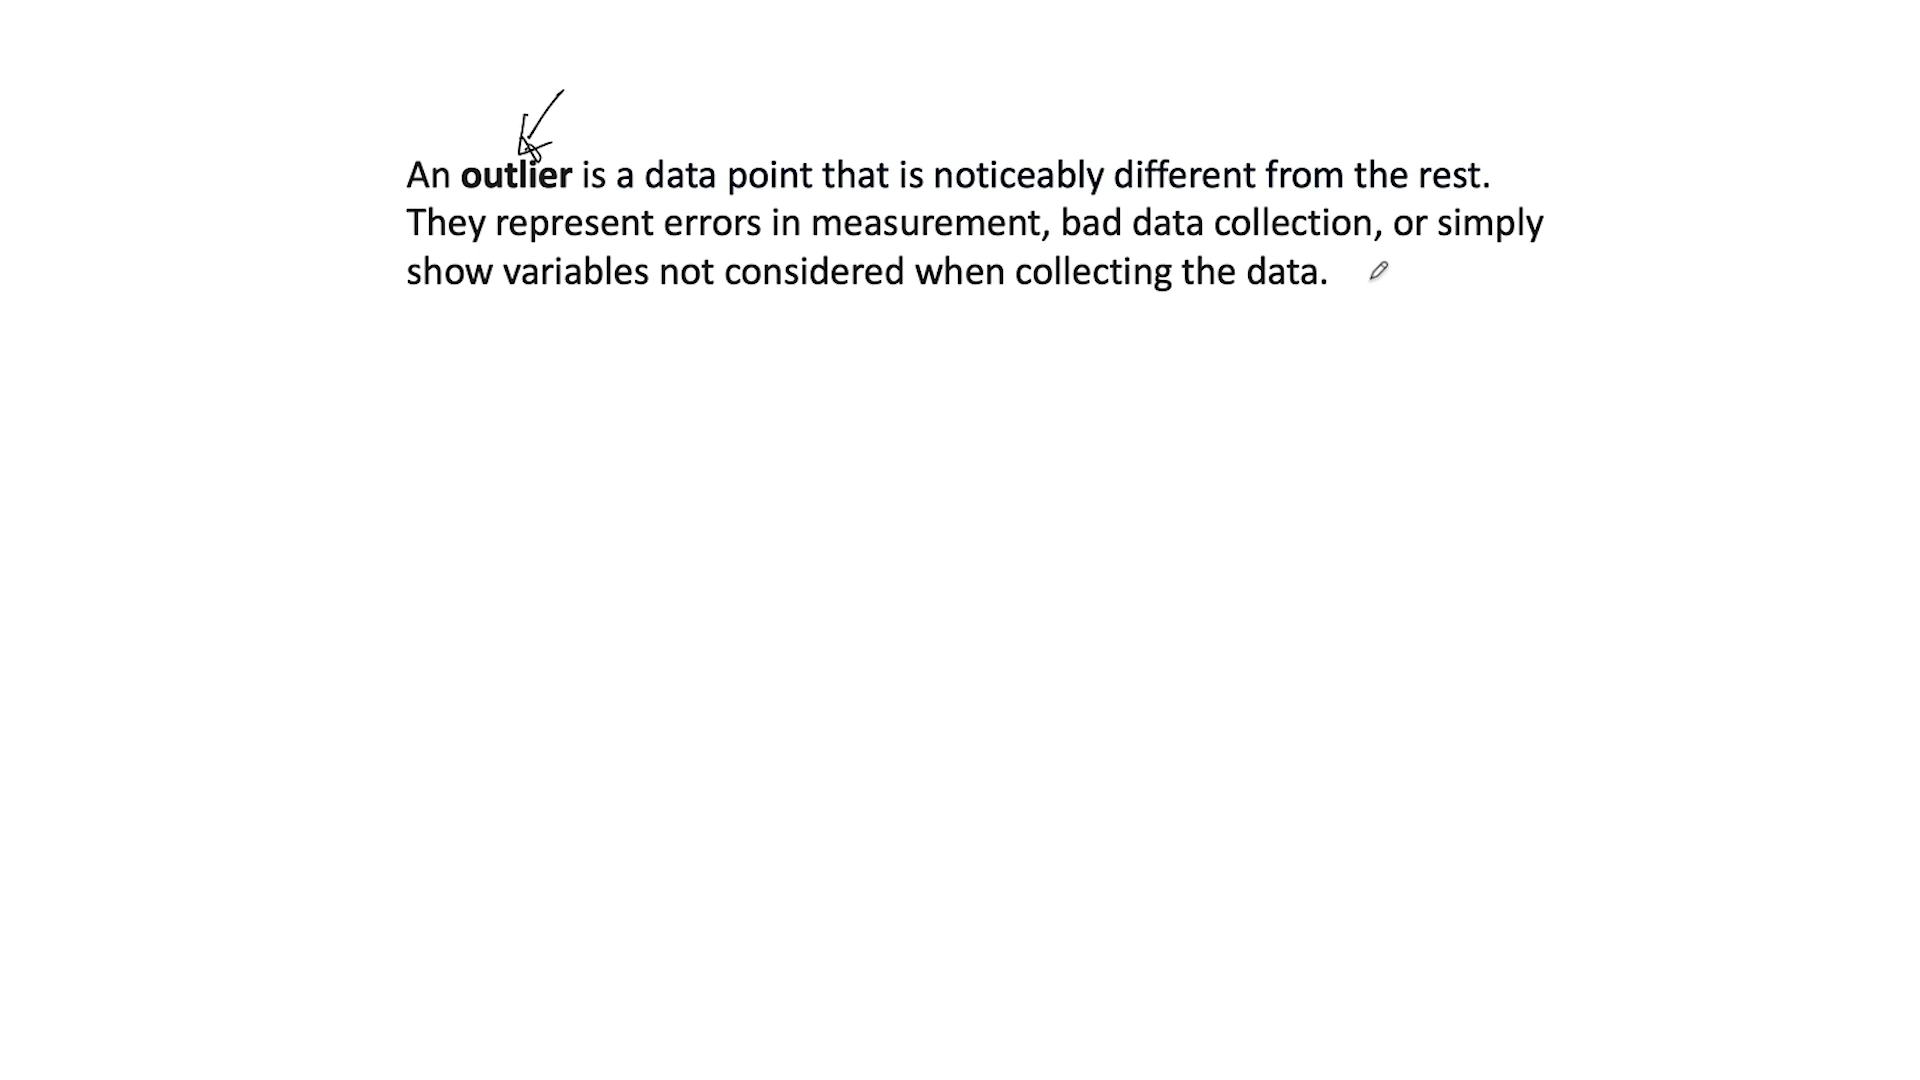 An outlier is a data point that is noticeably different from the rest.
They represent errors in measurement, bad data collection, or simply
show variables not considered when collecting the data.